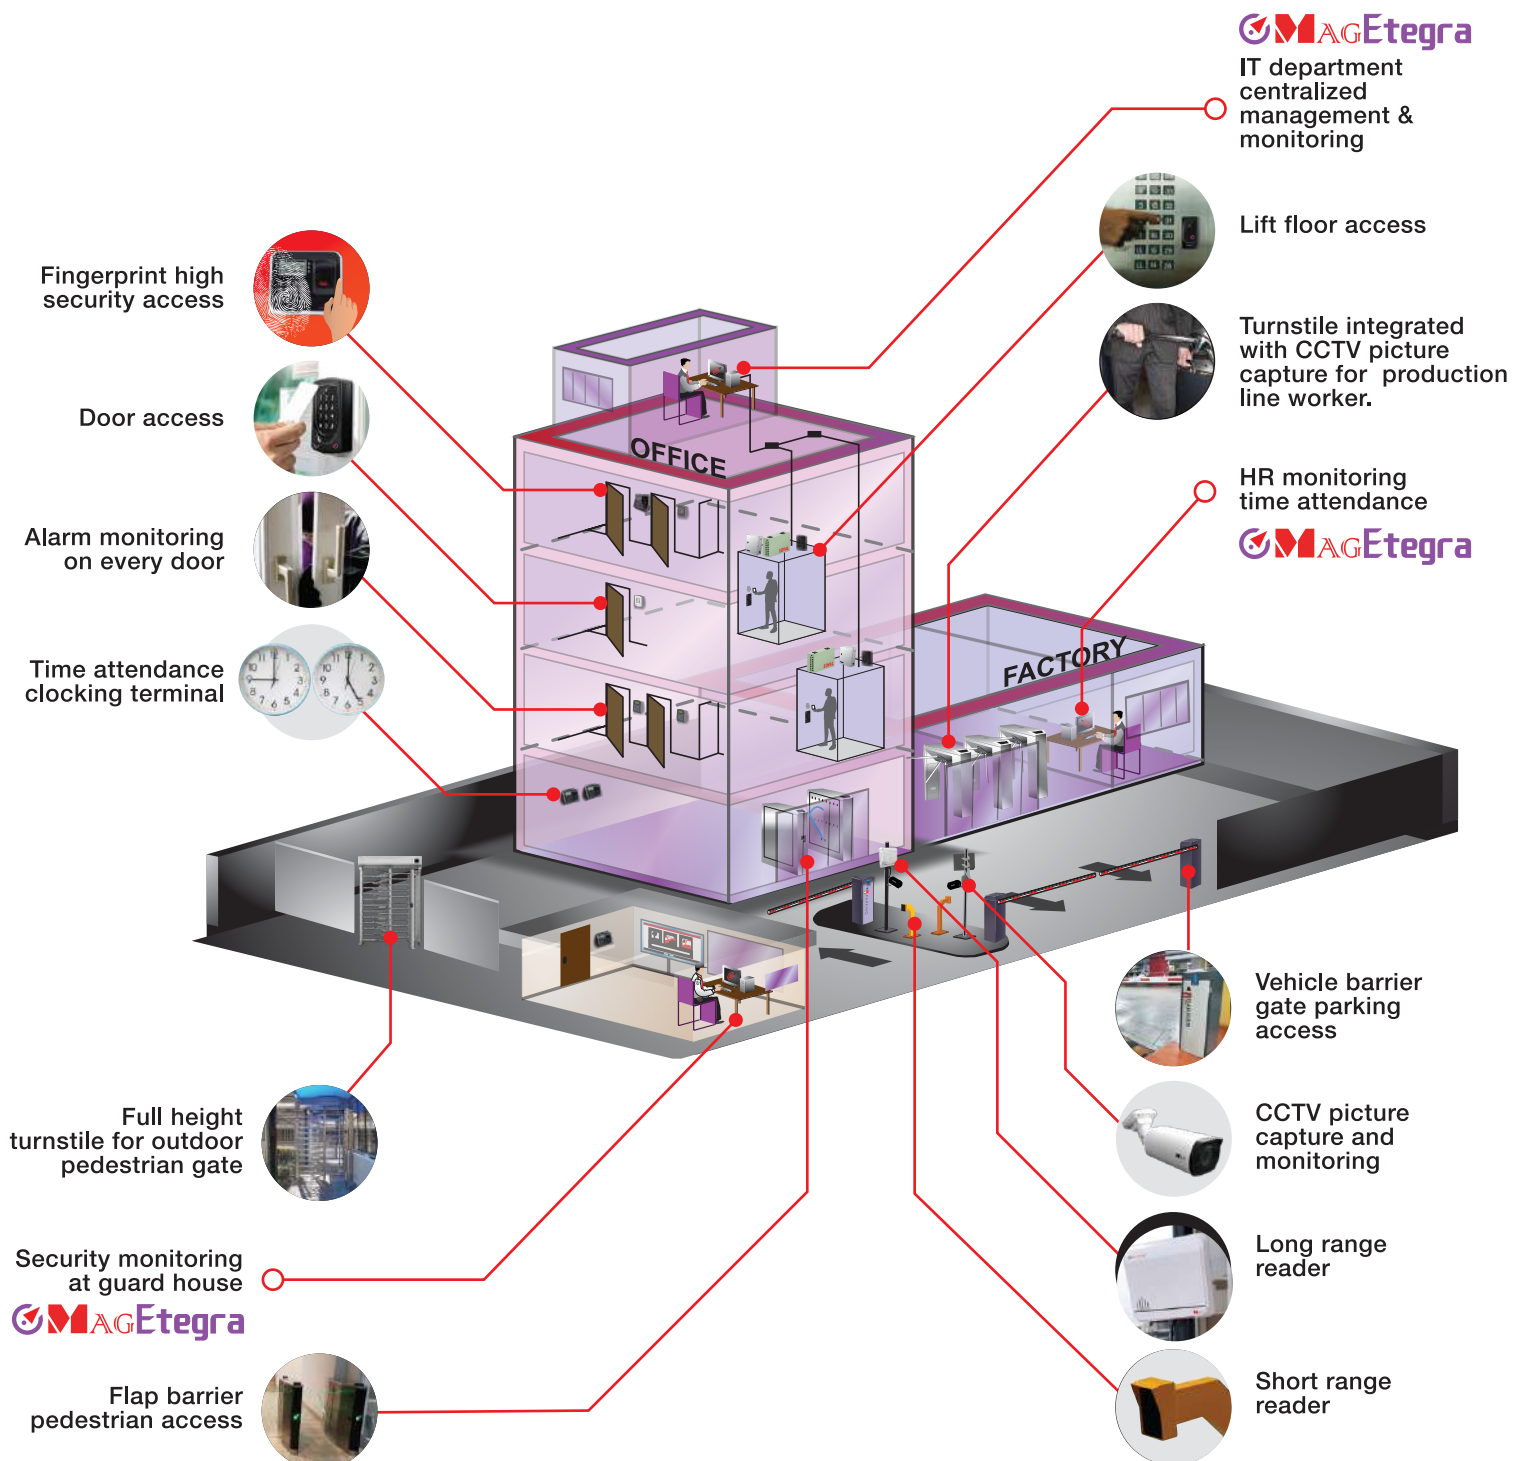 MAGEtegra
IT department
centralized
management &
monitoring
Lift floor access
Turnstile integrated
with CCTV picture
capture for production
line worker.
HR monitoring
time attendance
MAGEtegra
Fingerprint high
security access
Door access
Alarm monitoring
on every door
Time attendance
clocking terminal
OFFICE
FACTORY
Full height
turnstile for outdoor
pedestrian gate
Security monitoring
at guard house
MAGEtegra
Flap barrier
pedestrian access
Vehicle barrier
gate parking
access
CCTV picture
capture and
monitoring
Long range
reader
Short range
reader